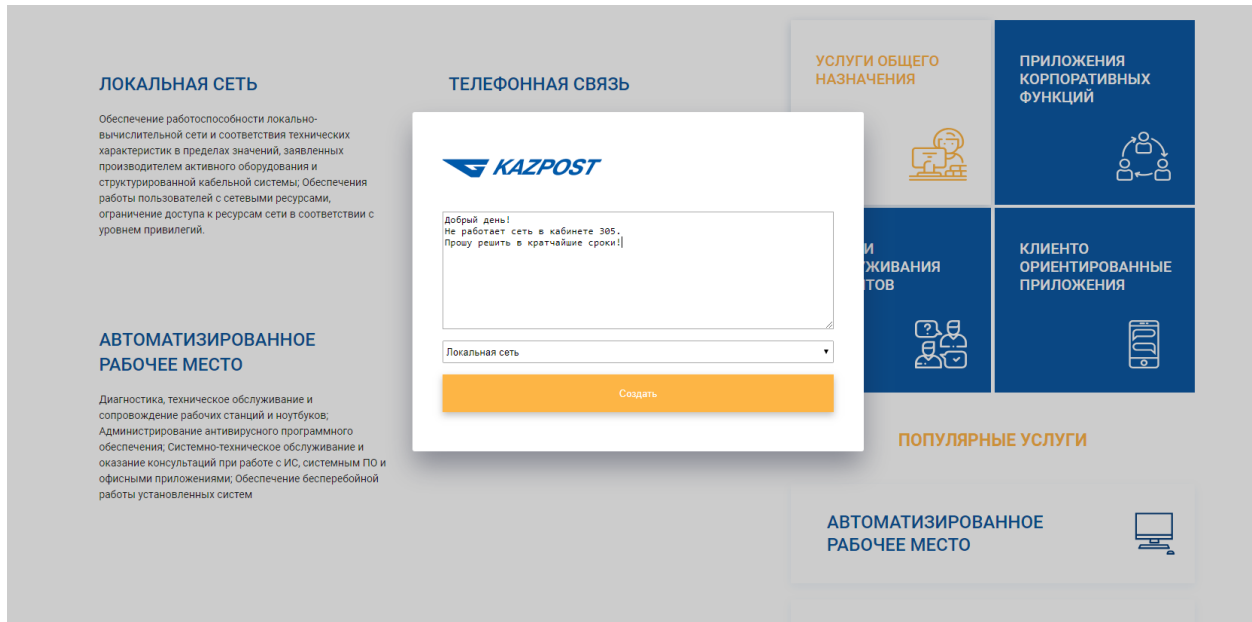 ЛОКАЛЬНАЯ СЕТЬ
Обеспечение работоспособности локально-
вычислительной сети и соответствия технических
характеристик в пределах значений, заявленных
производителем активного оборудования и
структурированной кабельной системы; Обеспечения
работы пользователей с сетевыми ресурсами,
ограничение доступа к ресурсам сети в соответствии с
уровнем привилегий.
ТЕЛЕФОННАЯ СВЯЗЬ
АВТОМАТИЗИРОВАННОЕ
РАБОЧЕЕ МЕСТО
Диагностика, техническое обслуживание и
сопровождение рабочих станций и ноутбуков;
Администрирование антивирусного программного
обеспечения; Системно-техническое обслуживание и
оказание консультаций при работе с ИС, системным ПО и
офисными приложениями; Обеспечение бесперебойной
работы установленных систем
KAZPOST
Добрый день!
Не работает сеть в кабинете 305.
Прошу решить в кратчайшие сроки!
Локальная сеть
Создать
УСЛУГИ ОБЩЕГО
НАЗНАЧЕНИЯ
ПРИЛОЖЕНИЯ
КОРПОРАТИВНЫХ
ФУНКЦИЙ
И
ЖИВАНИЯ
ТОВ
КЛИЕНТО
ОРИЕНТИРОВАННЫЕ
ПРИЛОЖЕНИЯ
ПОПУЛЯРНЫЕ УСЛУГИ
АВТОМАТИЗИРОВАННОЕ
РАБОЧЕЕ МЕСТО